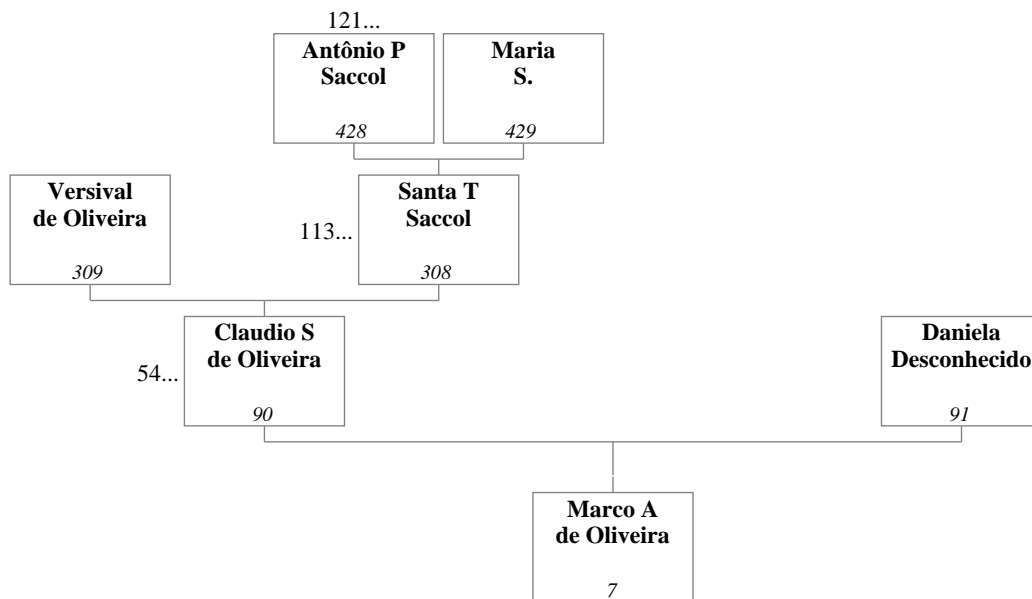 121...
Antônio P
Saccol
428
Maria
S.
429
Versival
de Oliveira
309
113...
Santa T
Saccol
308
54...
Claudio S
de Oliveira
90
Daniela
Desconhecido
91
Marco A
de Oliveira
7